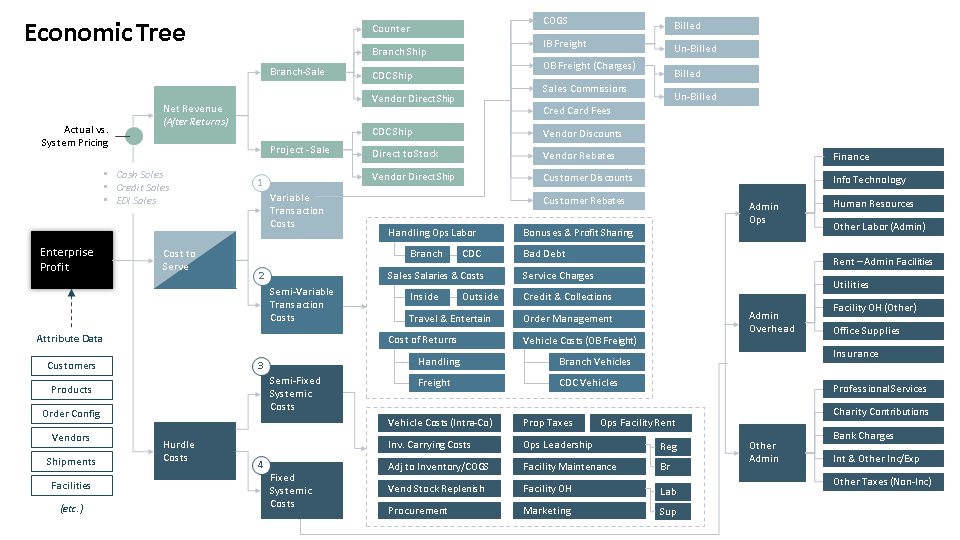 Economic Tree
Actual vs.
System Pricing
• Cash Sales
• Credit Sales
• EDI Sales
Enterprise
Profit
Attribute Data
Customers
Products
Order Config
Vendors
Shipments
Facilities
(etc.)
Net Revenue
(After Returns)
Cost to
Serve
Hurdle
Costs
Branch-Sale
Counter
Branch Ship
CDC Ship
Vendor Direct Ship
Project -Sale
CDC Ship
Direct to Stock
Vendor Direct Ship
1
Variable
Transaction
Costs
2
Semi-Variable
Transaction
Costs
3
Semi-Fixed
Systemic
Costs
4
Fixed
Systemic
Costs
COGS
IB Freight
OB Freight (Charges)
Sales Commissions
Cred Card Fees
Vendor Discounts
Vendor Rebates
Customer Discounts
Customer Rebates
Billed
Un-Billed
Billed
Un-Billed
Handling Ops Labor
Branch
CDC
Sales Salaries & Costs
Inside
Outside
Travel & Entertain
Cost of Returns
Handling
Freight
Bonuses & Profit Sharing
Bad Debt
Service Charges
Credit & Collections
Order Management
Vehicle Costs (OB Freight)
Branch Vehicles
CDC Vehicles
Vehicle Costs (Intra-Co)
Inv. Carrying Costs
Adj to Inventory/COGS
Vend Stock Replenish
Procurement
Prop Taxes
Ops Facility Rent
Ops Leadership
Reg
Br
Facility Maintenance
Facility OH
Lab
Sup
Marketing
Admin
Ops
Finance
Info Technology
Human Resources
Other Labor (Admin)
Admin
Overhead
Rent – Admin Facilities
Utilities
Facility OH (Other)
Office Supplies
Insurance
Other
Admin
Professional Services
Charity Contributions
Bank Charges
Int & Other Inc/Exp
Other Taxes (Non-Inc)